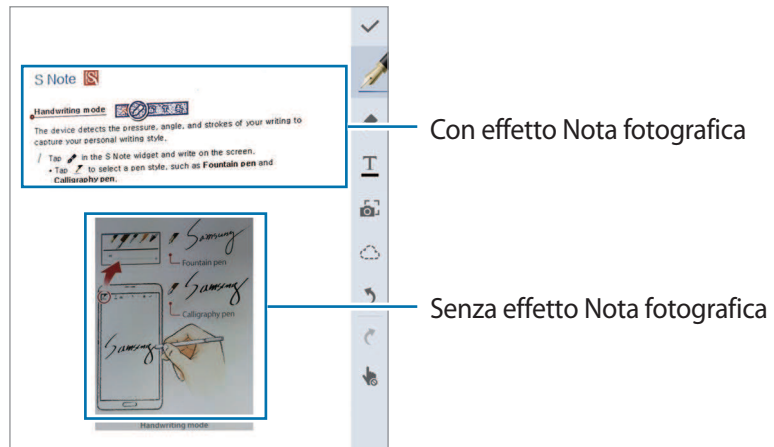 S Note
Handwriting mode
The device detects the pressure, angle, and strokes of your writing to
capture your personal writing style.
Tap in the S Note widget and write on the screen.
• Tap to select a pen style, such as Fountain pen and
Calligraphy pen.
Con effetto Nota fotografica
Samsung
Fountain pen
Samsung
Calligraphy pen
Senza effetto Nota fotografica
Samsung
Handwriting mode
T